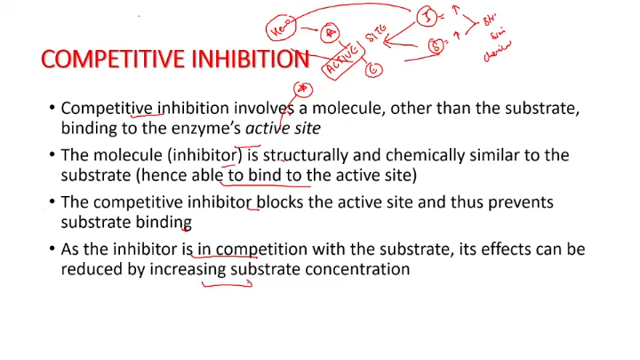 I
SITE
ACTIVE
S
C
COMPETITIVE INHIBITION
• Competitive inhibition involves a molecule, other than the substrate,
binding to the enzyme's active site
• The molecule (inhibitor) is structurally and chemically similar to the
substrate (hence able to bind to the active site)
• The competitive inhibitor blocks the active site and thus prevents
substrate binding
• As the inhibitor is in competition with the substrate, its effects can be
reduced by increasing substrate concentration